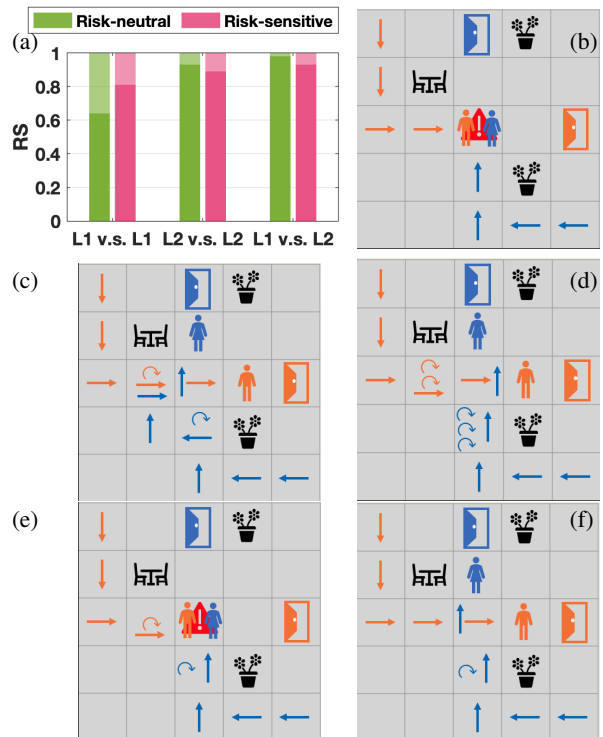 Risk-neutral Risk-sensitive
(a)
(b)
1
0.8
0.6
0.4
0.2
0
RS
L1 v.s. L1 L2 v.s. L2 L1 v.s. L2
(c)
(d)
(e)
(f)